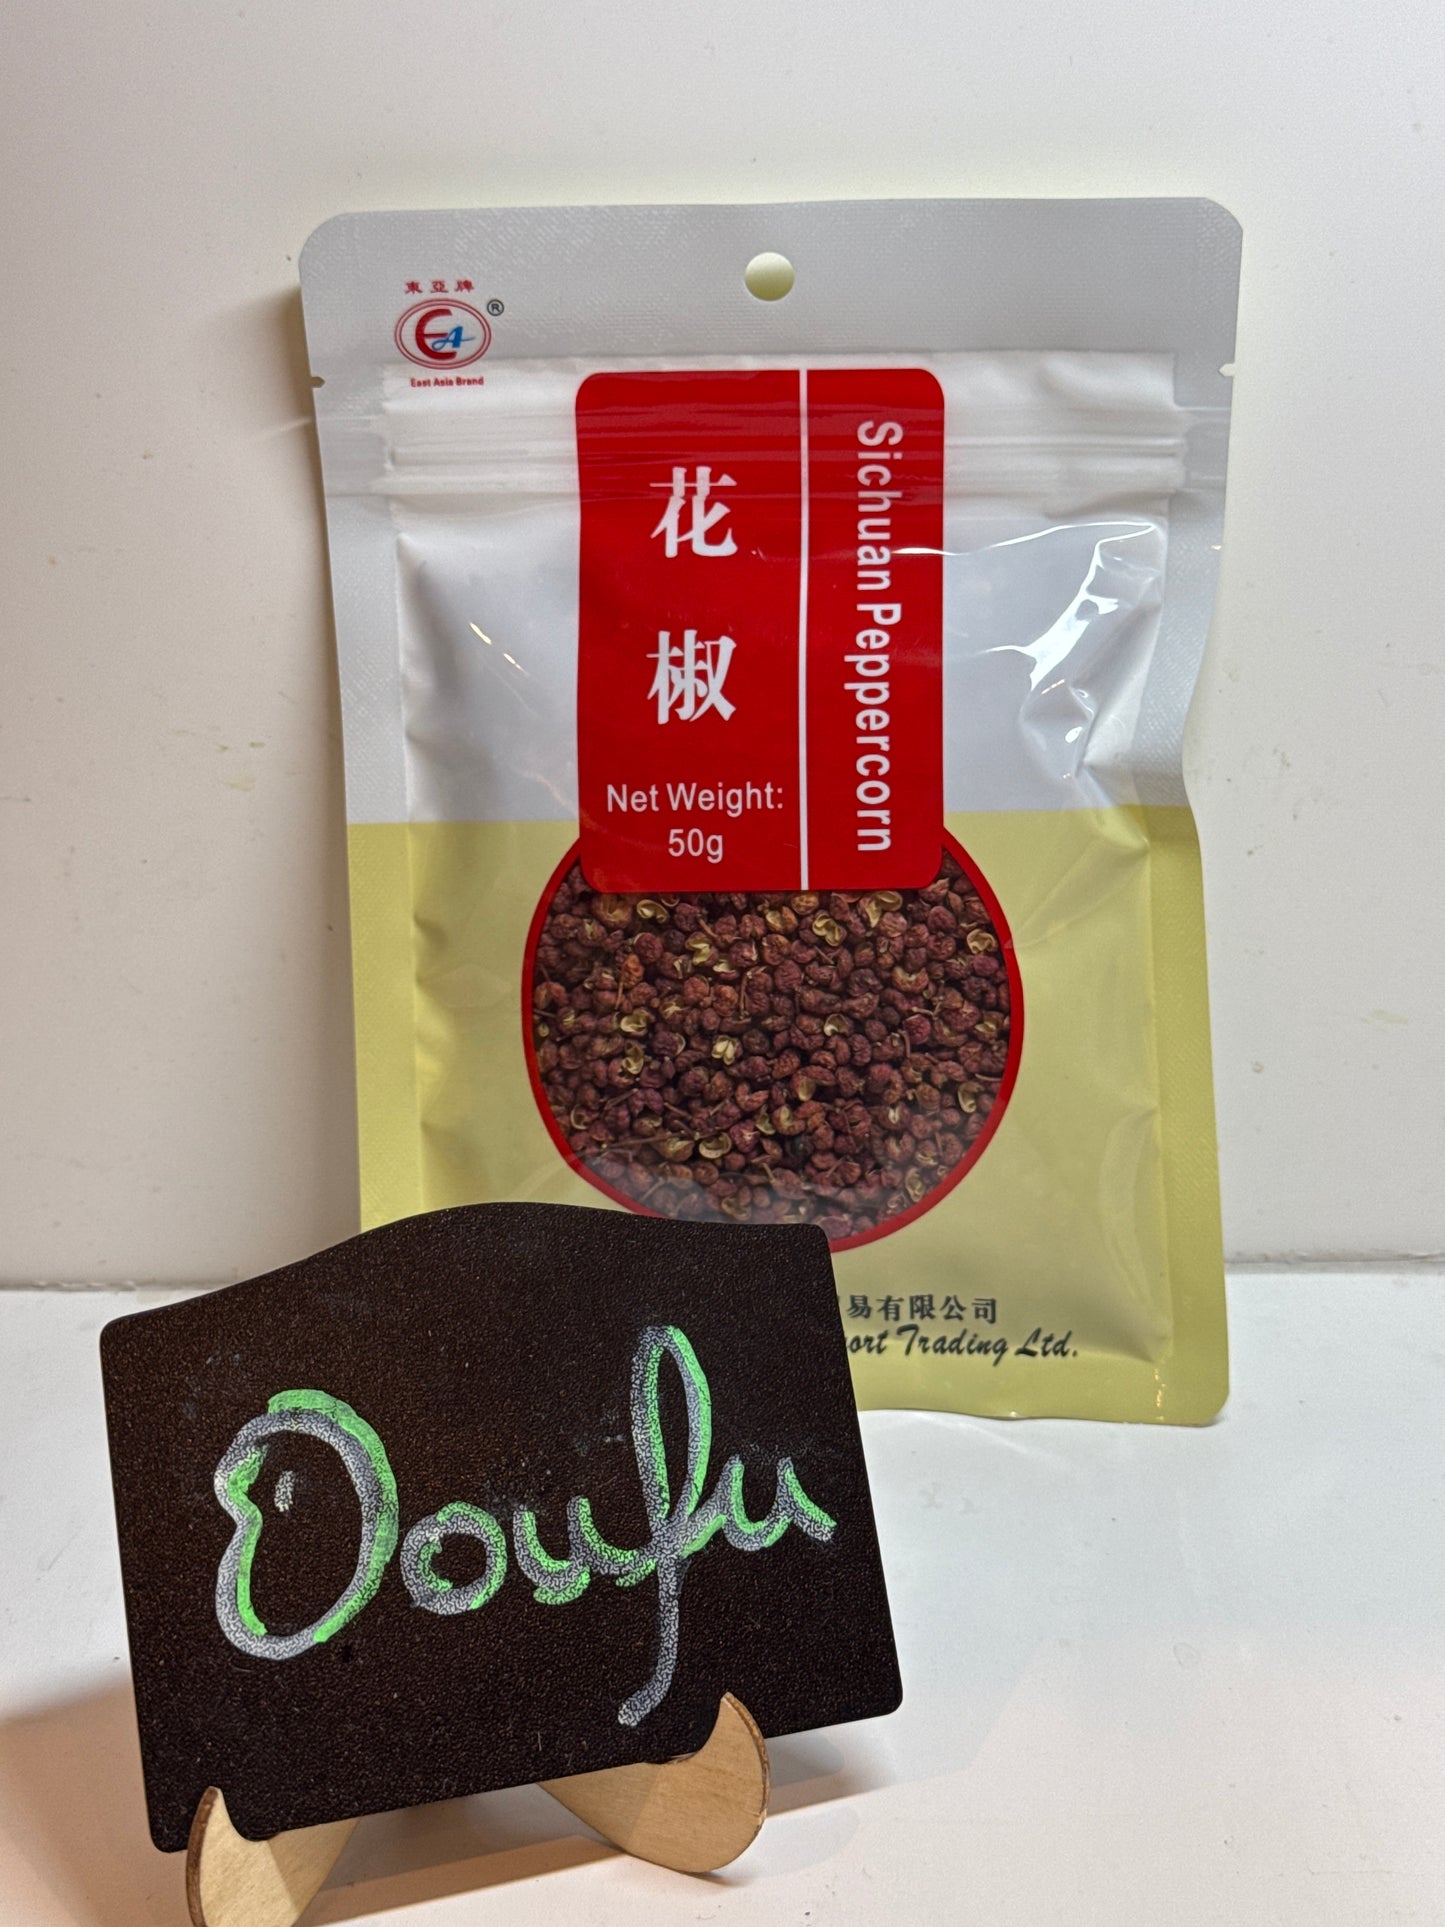 東亞牌
EA ®
East Asia Brand
花椒
Net Weight:
50g
Sichuan Peppercorn
易有限公司
Trading Ltd.
Doufu